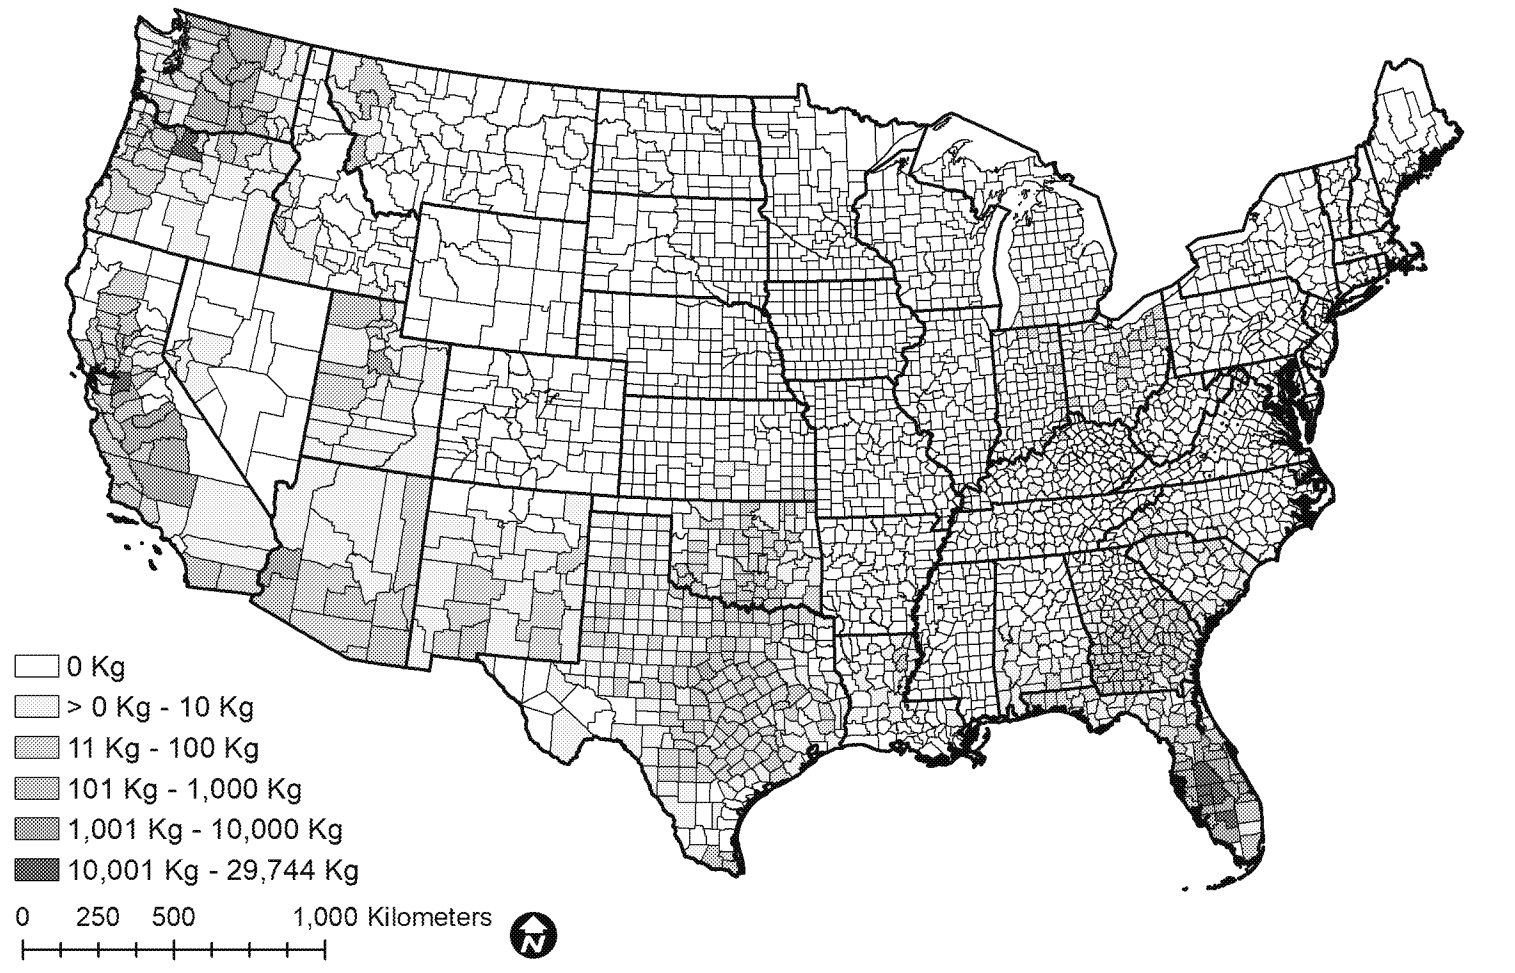 0 Kg
> 0 Kg - 10 Kg
11 Kg - 100 Kg
101 Kg - 1,000 Kg
1,001 Kg - 10,000 Kg
10,001 Kg - 29,744 Kg
0 250 500 1,000 Kilometers
N